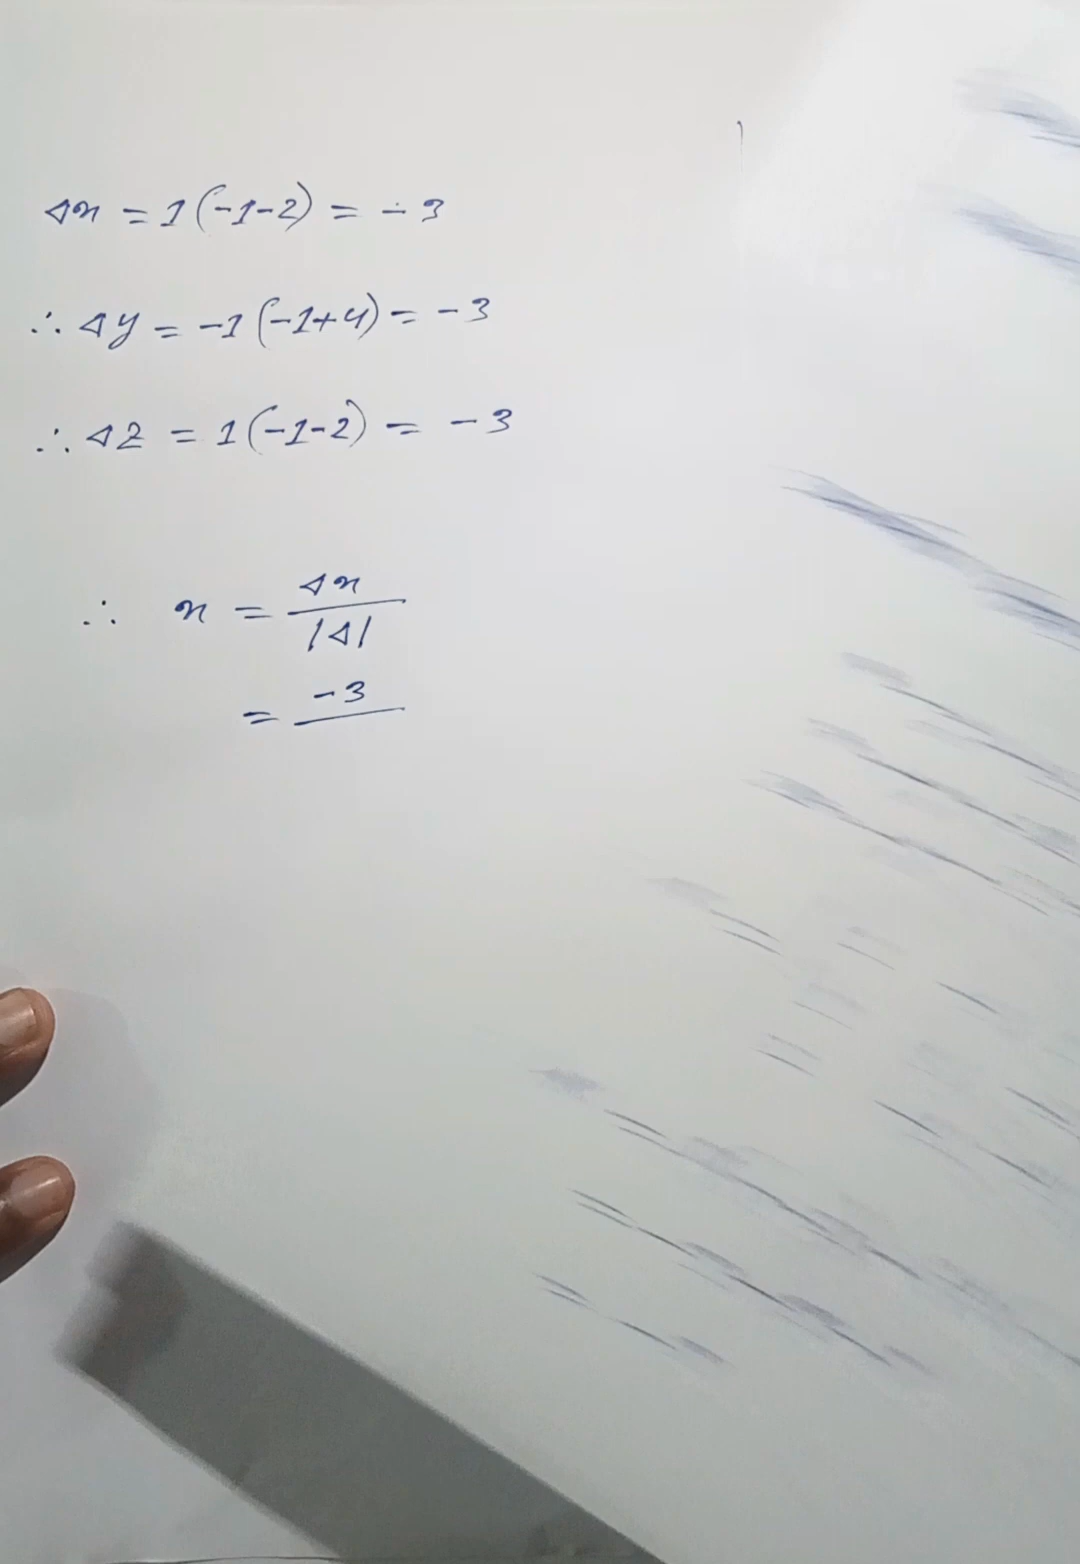 Δx = 1(-1-2) = -3
∴ Δy = -1(-1+4) = -3
∴ Δz = 1(-1-2) = -3
∴ x = Δx / |Δ|
= -3 /